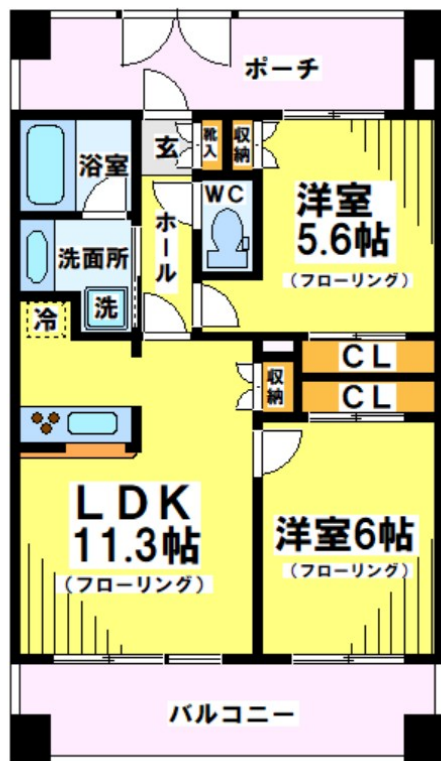 ポーチ
玄
靴入
収納
浴室
WC
洋室
5.6帖
(フローリング)
ホール
洗面所
洗
冷
CL
収納
CL
LDK
11.3帖
(フローリング)
洋室6帖
(フローリング)
バルコニー